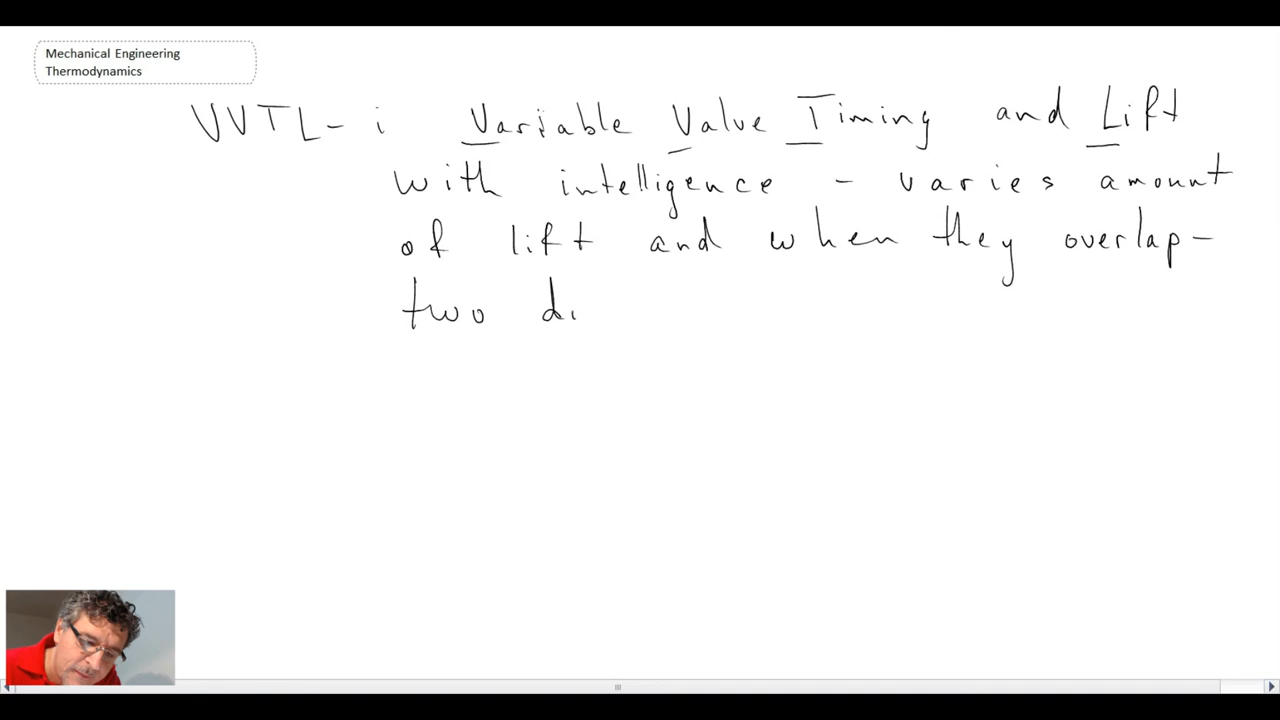 Mechanical Engineering
Thermodynamics
VVTL-i Variable Valve Timing and Lift
with intelligence - varies amount
of lift and when they overlap-
two di